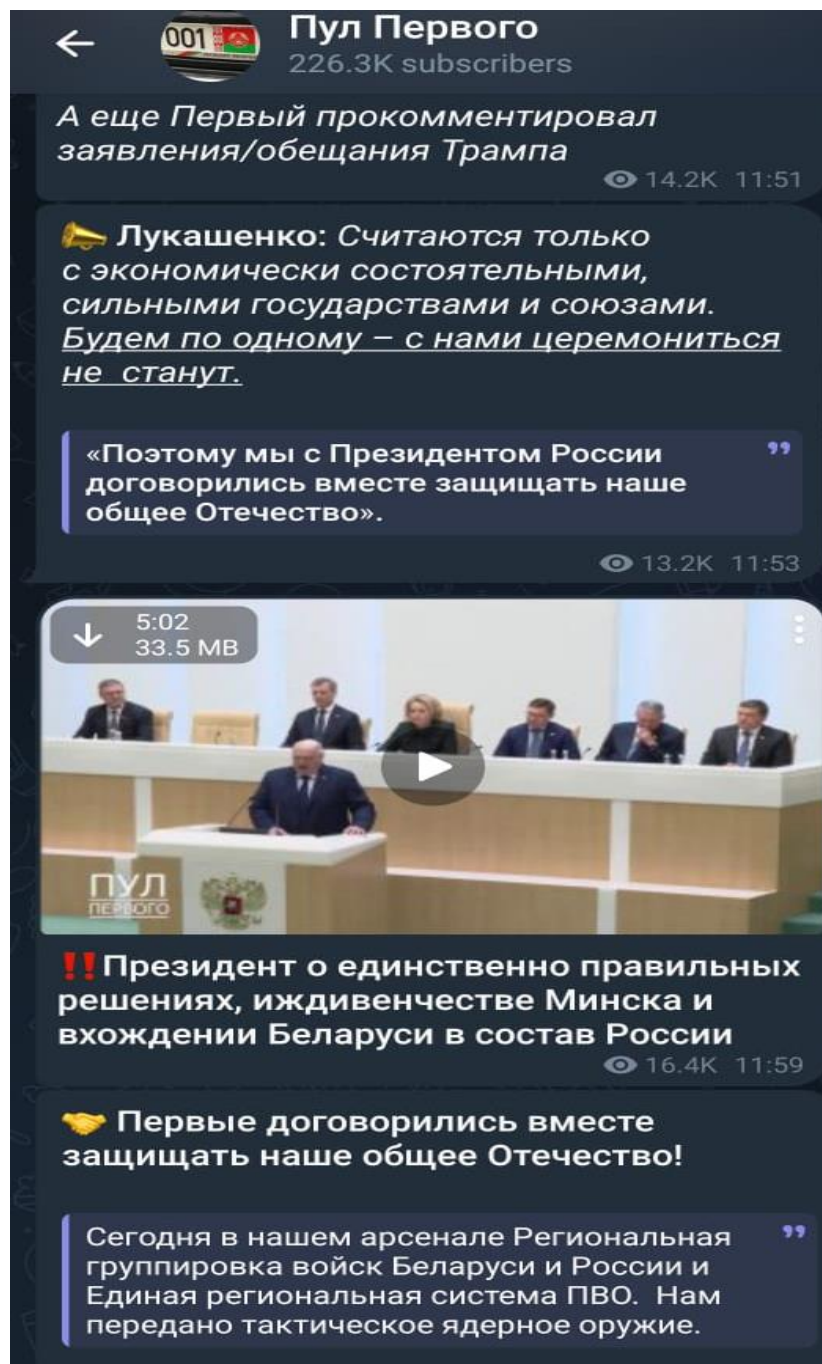 001
Пул Первого
226.3K subscribers
А еще Первый прокомментировал
заявления/обещания Трампа
14.2K 11:51
Лукашенко: Считаются только
с экономически состоятельными,
сильными государствами и союзами.
Будем по одному – с нами церемониться
не станут.
«Поэтому мы с Президентом России
договорились вместе защищать наше
общее Отечество».
13.2K 11:53
5:02
33.5 MB
ПУЛ
ПЕРВОГО
‼Президент о единственно правильных
решениях, иждивенчестве Минска и
вхождении Беларуси в состав России
16.4K 11:59
Первые договорились вместе
защищать наше общее Отечество!
Сегодня в нашем арсенале Региональная
группировка войск Беларуси и России и
Единая региональная система ПВО. Нам
передано тактическое ядерное оружие.